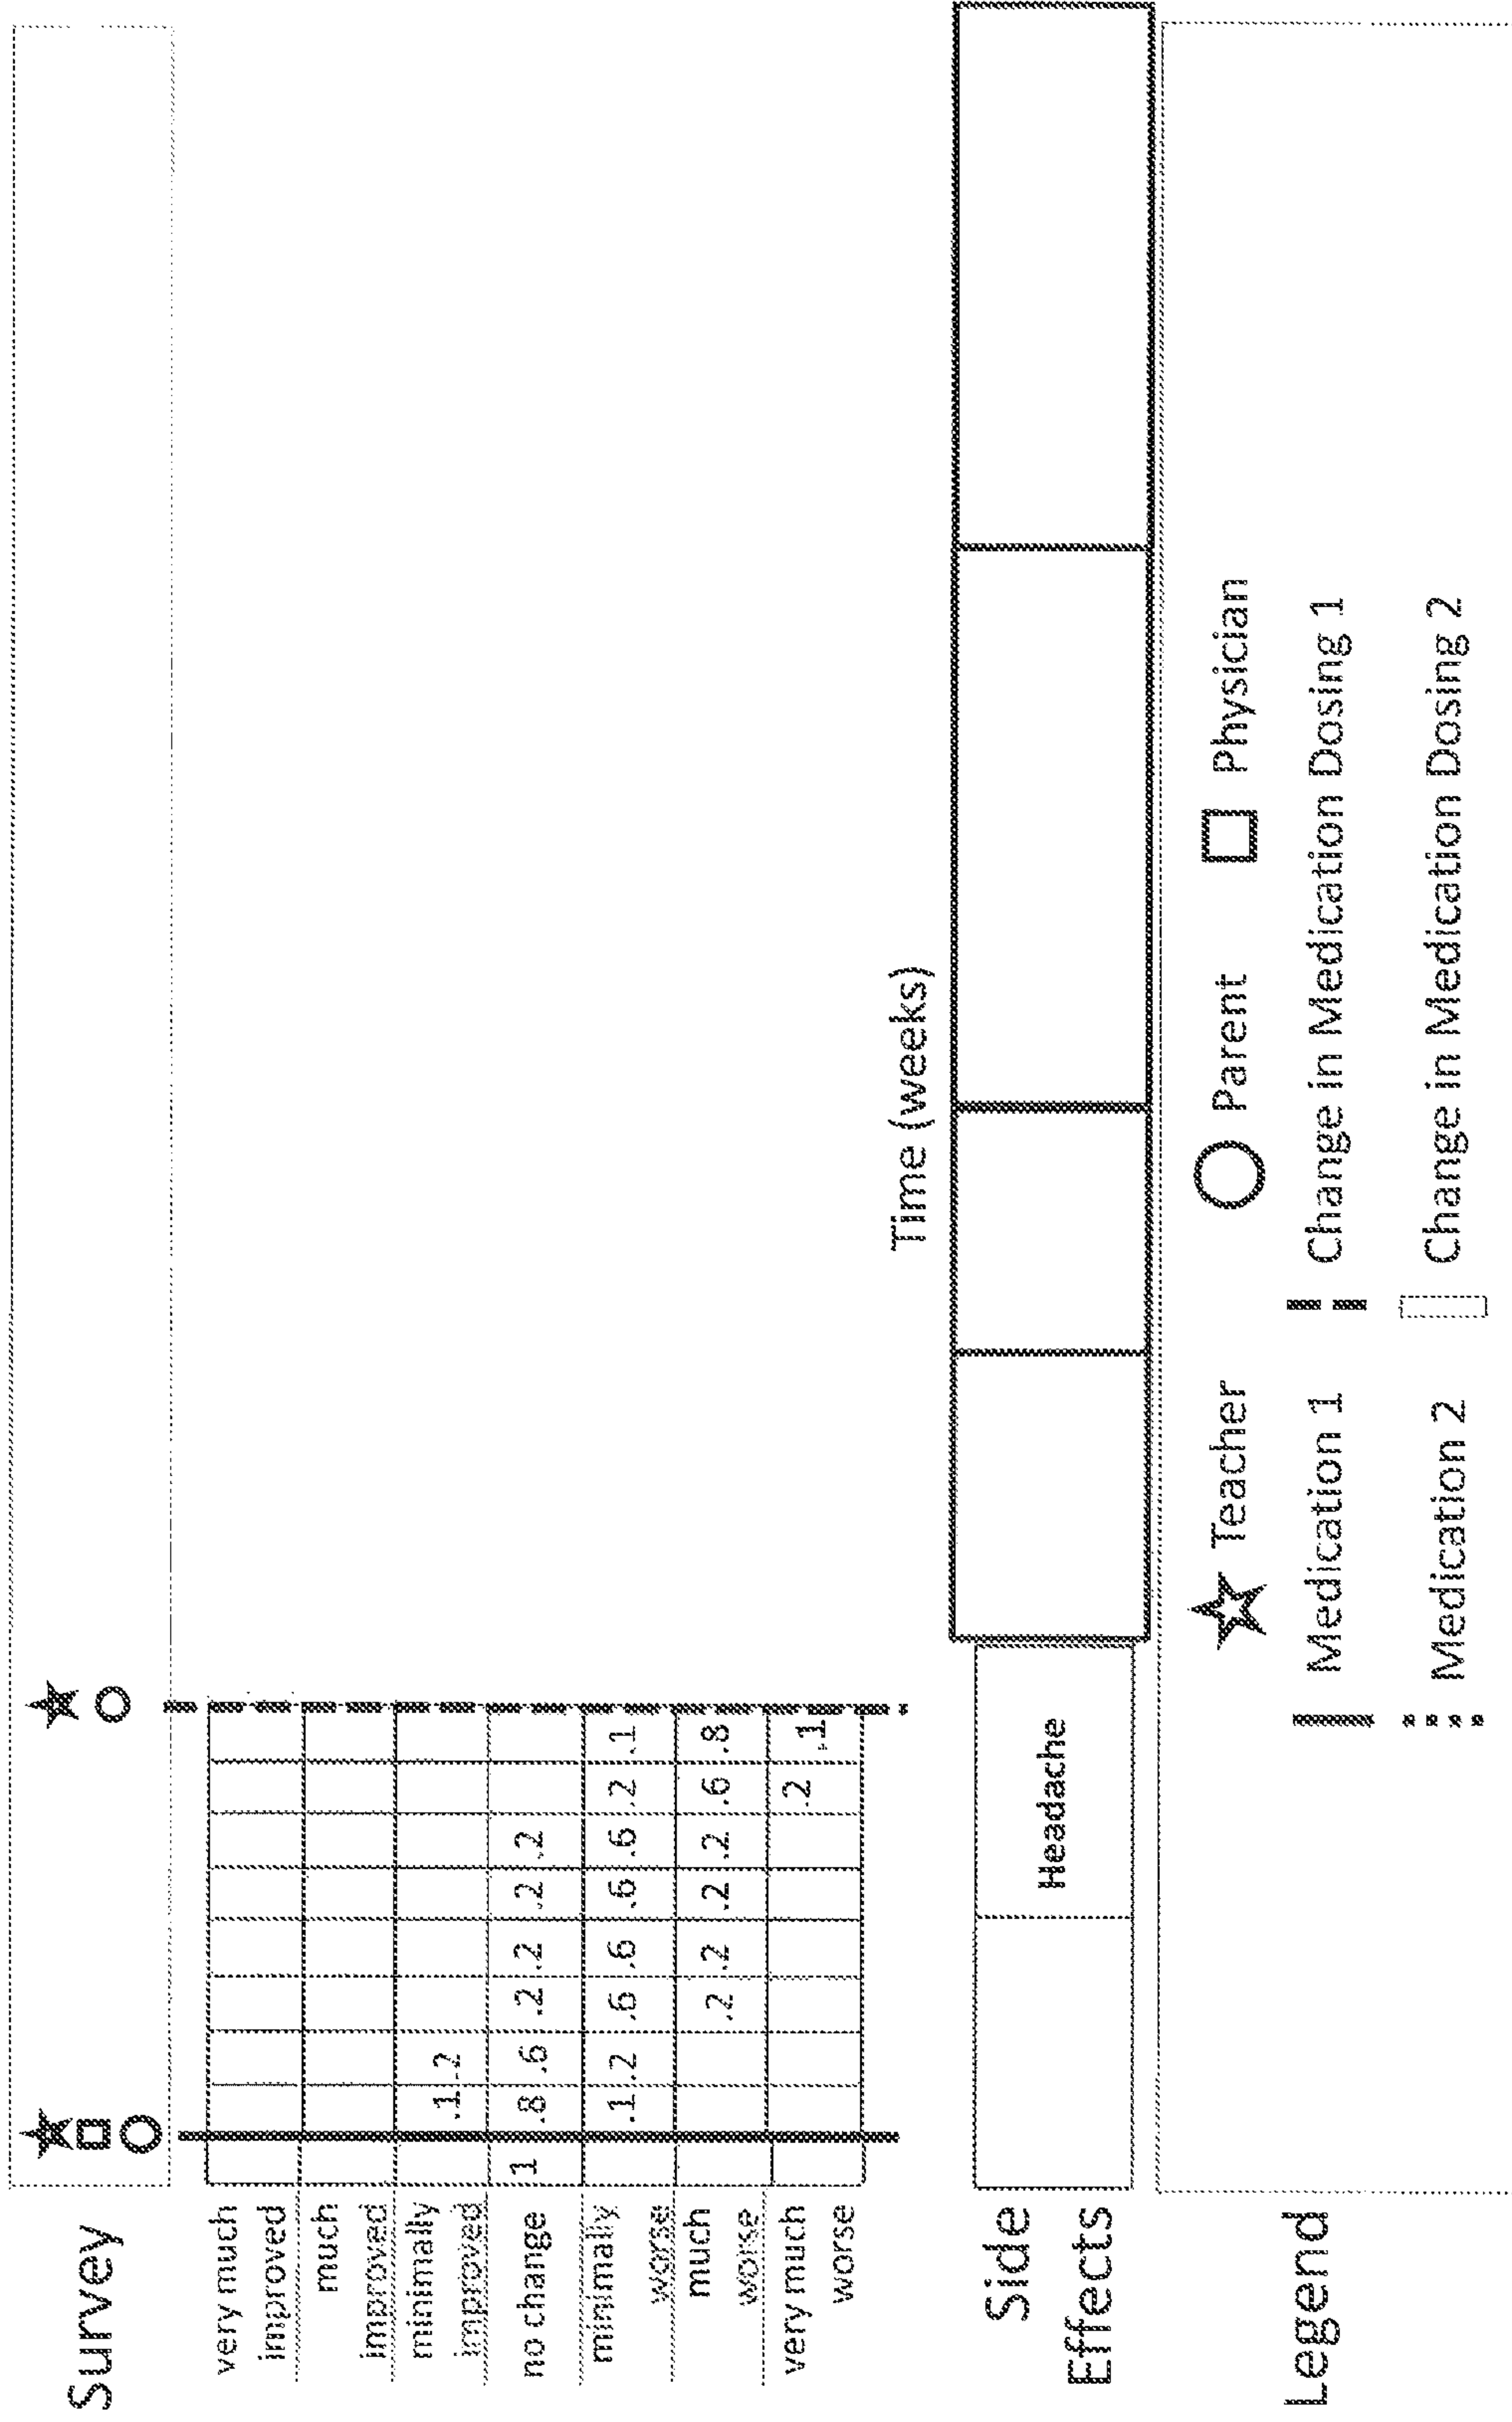 Survey
very much
improved
much
improved
minimally
improved
.1 .2
no change
1 .8 .6 .2 .2 .2 .2
minimally
worse
.1 .2 .6 .6 .6 .6 .2 .1
much
worse
.2 .2 .2 .2 .6 .8
very much
worse
.2 .1
Time (weeks)
Side
Effects
Headache
Legend
Teacher Parent Physician
Medication 1 Change in Medication Dosing 1
Medication 2 Change in Medication Dosing 2